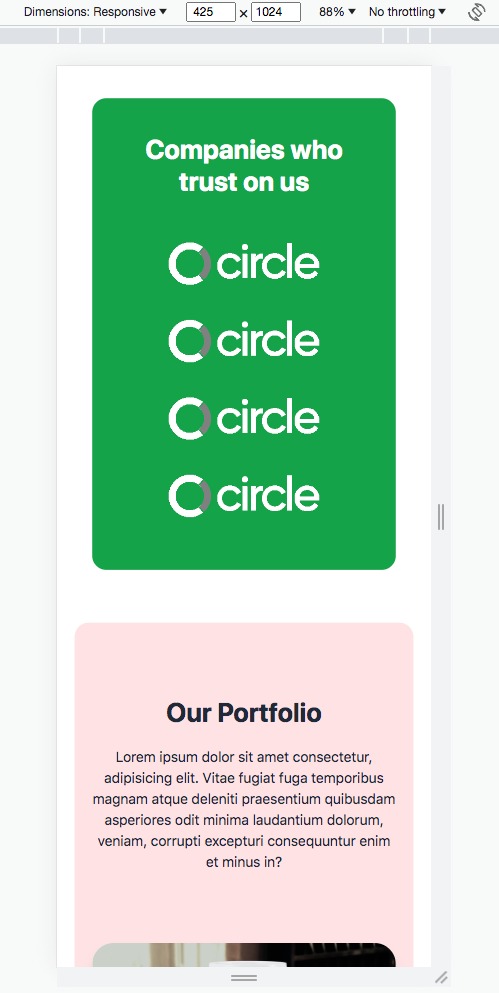 Dimensions: Responsive ▼ 425 × 1024 88% ▼ No throttling ▼
Companies who
trust on us
circle
circle
circle
circle
Our Portfolio
Lorem ipsum dolor sit amet consectetur,
adipisicing elit. Vitae fugiat fuga temporibus
magnam atque deleniti praesentium quibusdam
asperiores odit minima laudantium dolorum,
veniam, corrupti excepturi consequuntur enim
et minus in?